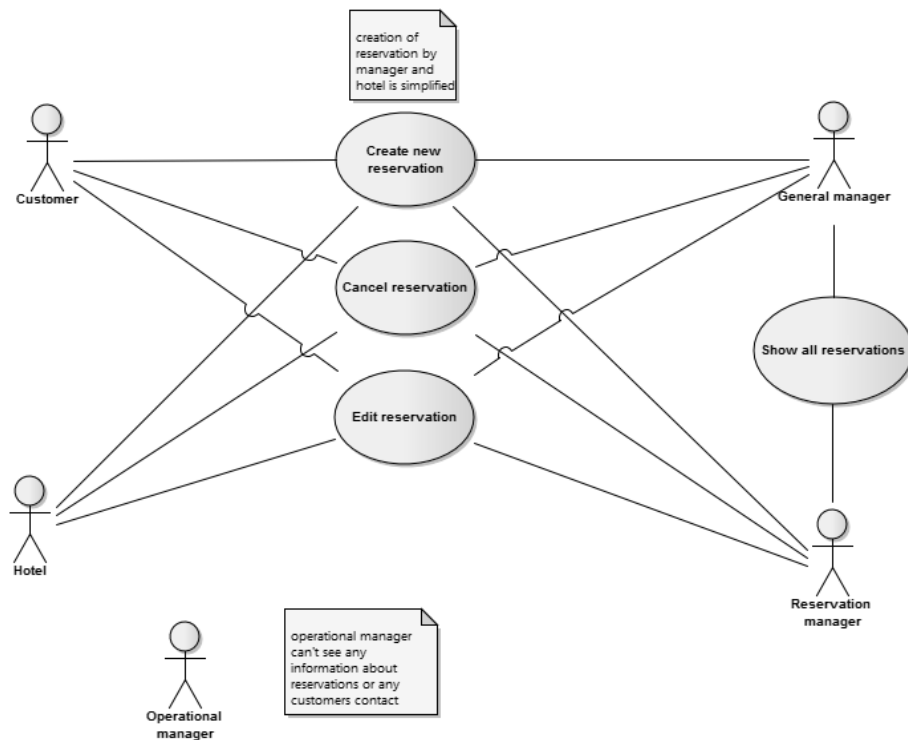 creation of
reservation by
manager and
hotel is simplified
Create new
reservation
Customer
General manager
Cancel reservation
Show all reservations
Edit reservation
Hotel
Reservation
manager
operational manager
can't see any
information about
reservations or any
customers contact
Operational
manager